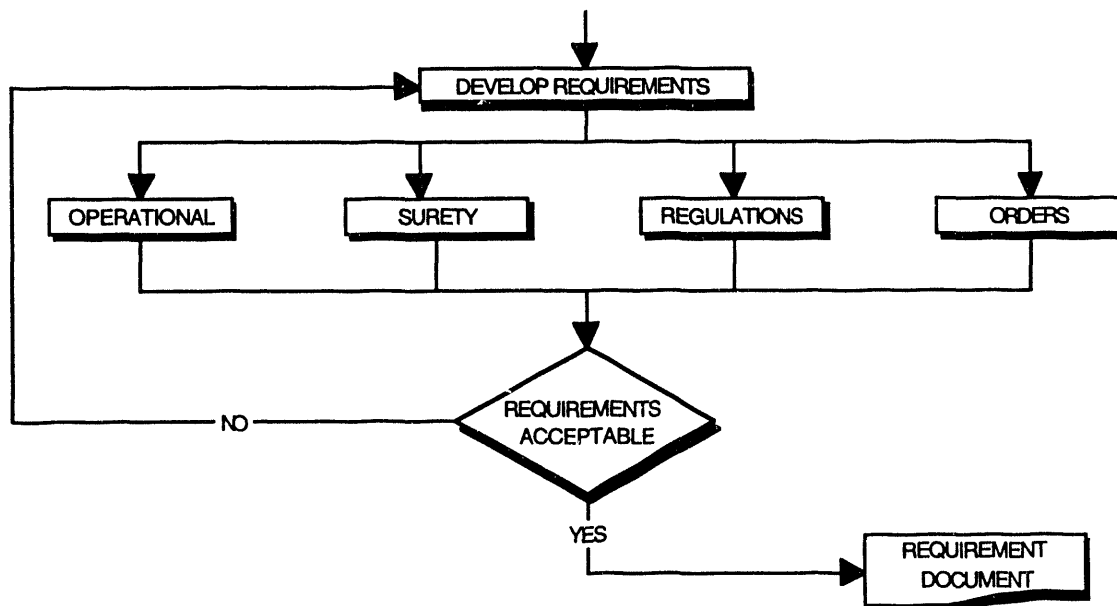 DEVELOP REQUIREMENTS
OPERATIONAL
SURETY
REGULATIONS
ORDERS
REQUIREMENTS
ACCEPTABLE
NO
YES
REQUIREMENT
DOCUMENT